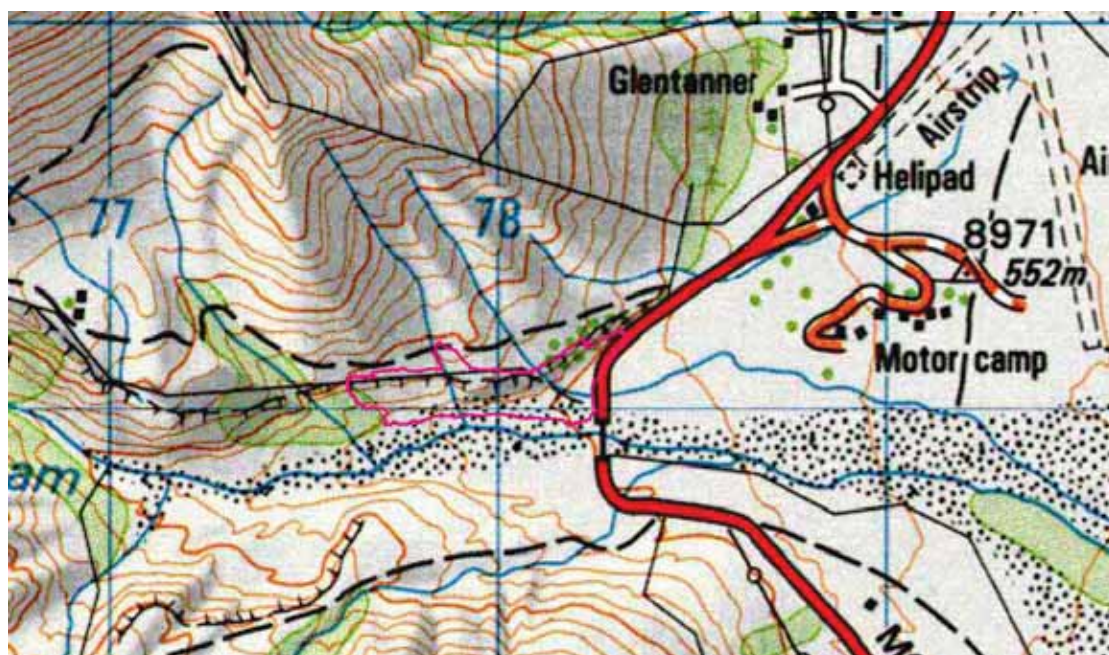 Glentanner
Airstrip
Ai
Helipad
77
78
8971
552m
Motor camp
am
M